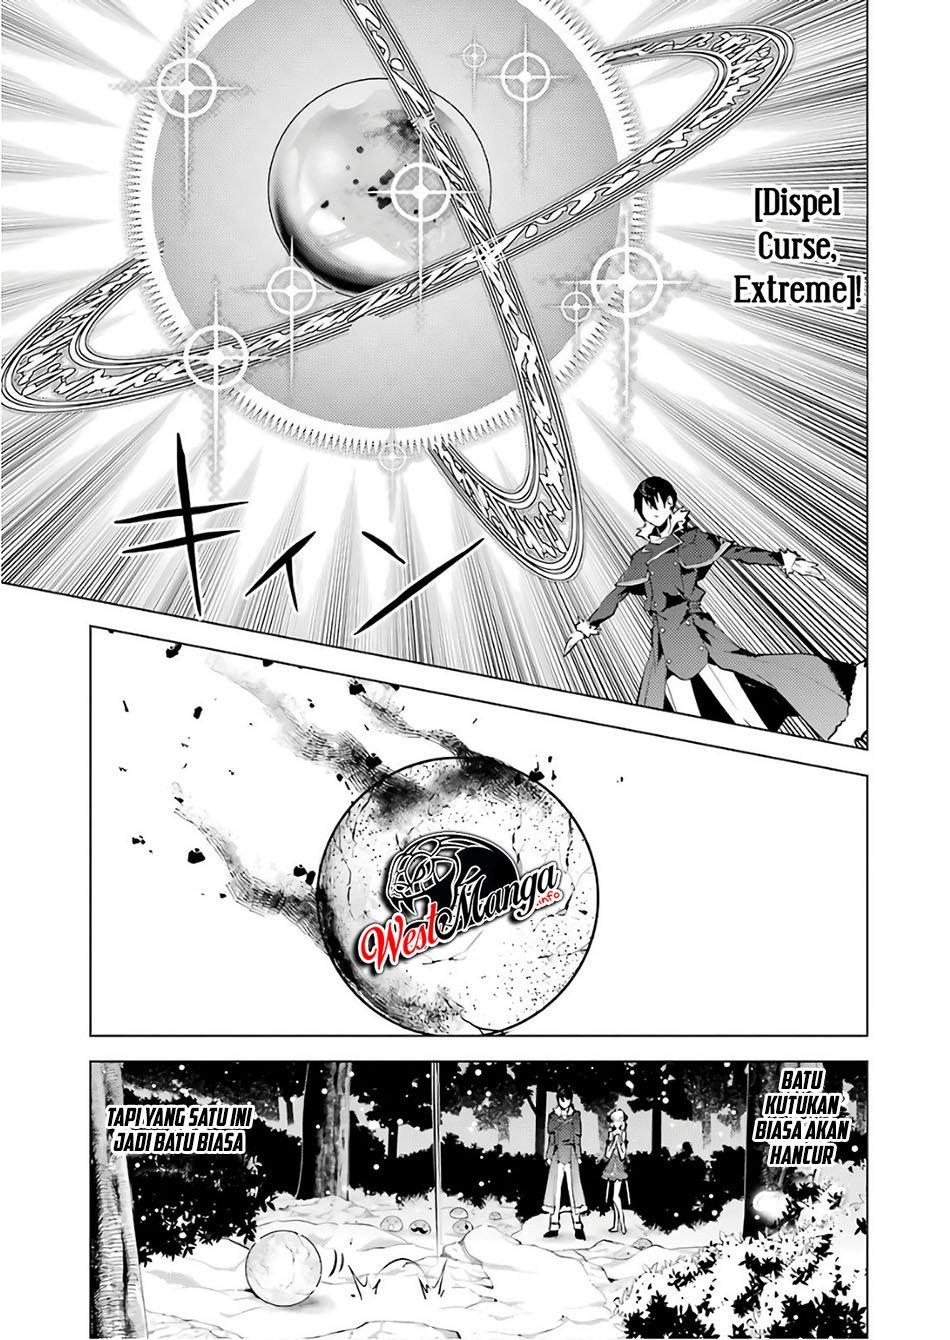 [Dispel
Curse,
Extreme]!
キィン
WestManga
.info
BATU
KUTUKAN
BIASA AKAN
HANCUR
TAPI YANG SATU INI
JADI BATU BIASA